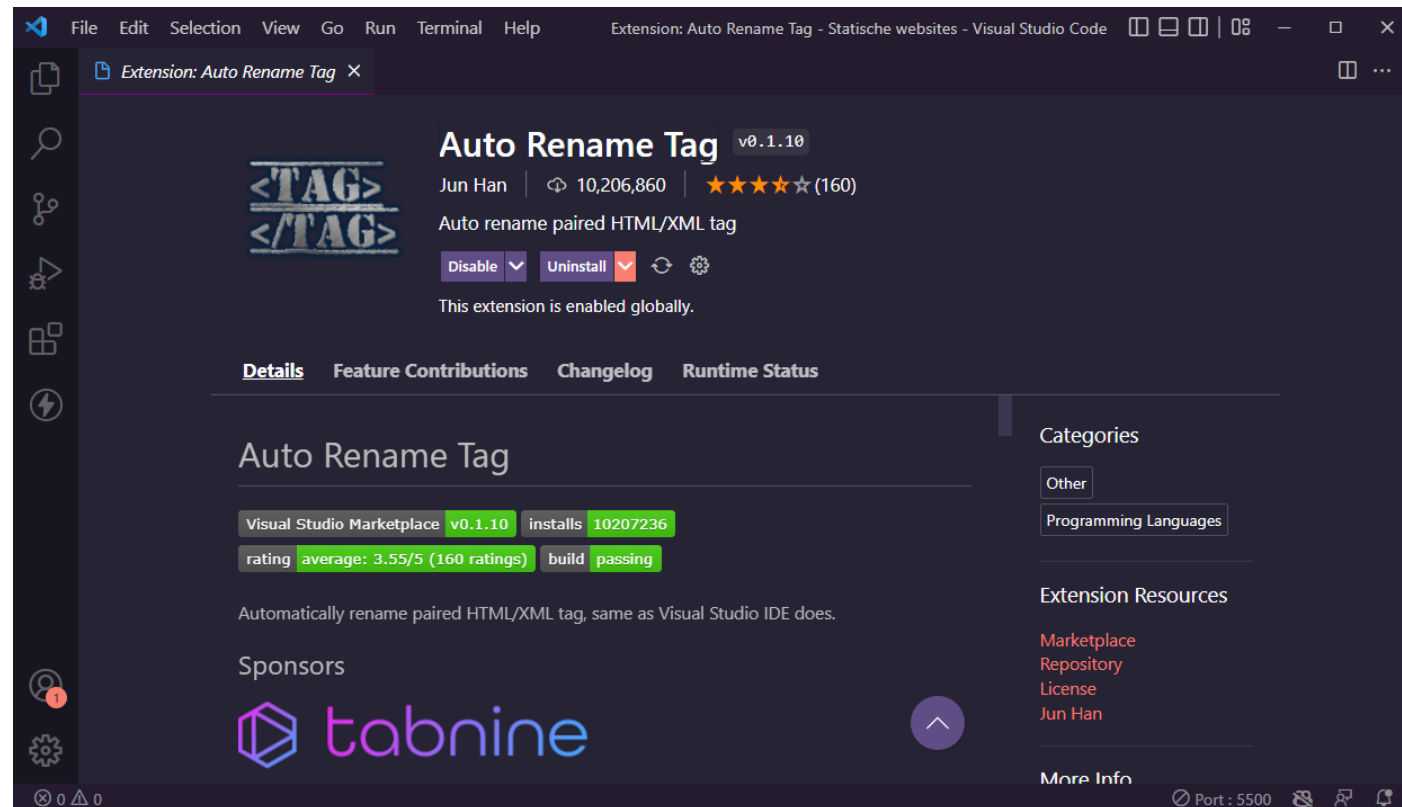 File Edit Selection View Go Run Terminal Help Extension: Auto Rename Tag - Statische websites - Visual Studio Code
Extension: Auto Rename Tag
<TAG>
</TAG>
Auto Rename Tag v0.1.10
Jun Han 10,206,860 (160)
Auto rename paired HTML/XML tag
Disable Uninstall
This extension is enabled globally.
Details Feature Contributions Changelog Runtime Status
Auto Rename Tag
Visual Studio Marketplace v0.1.10 installs 10207236
rating average: 3.55/5 (160 ratings) build passing
Automatically rename paired HTML/XML tag, same as Visual Studio IDE does.
Sponsors
tabnine
Categories
Other
Programming Languages
Extension Resources
Marketplace
Repository
License
Jun Han
More Info
1
0 0 Port : 5500